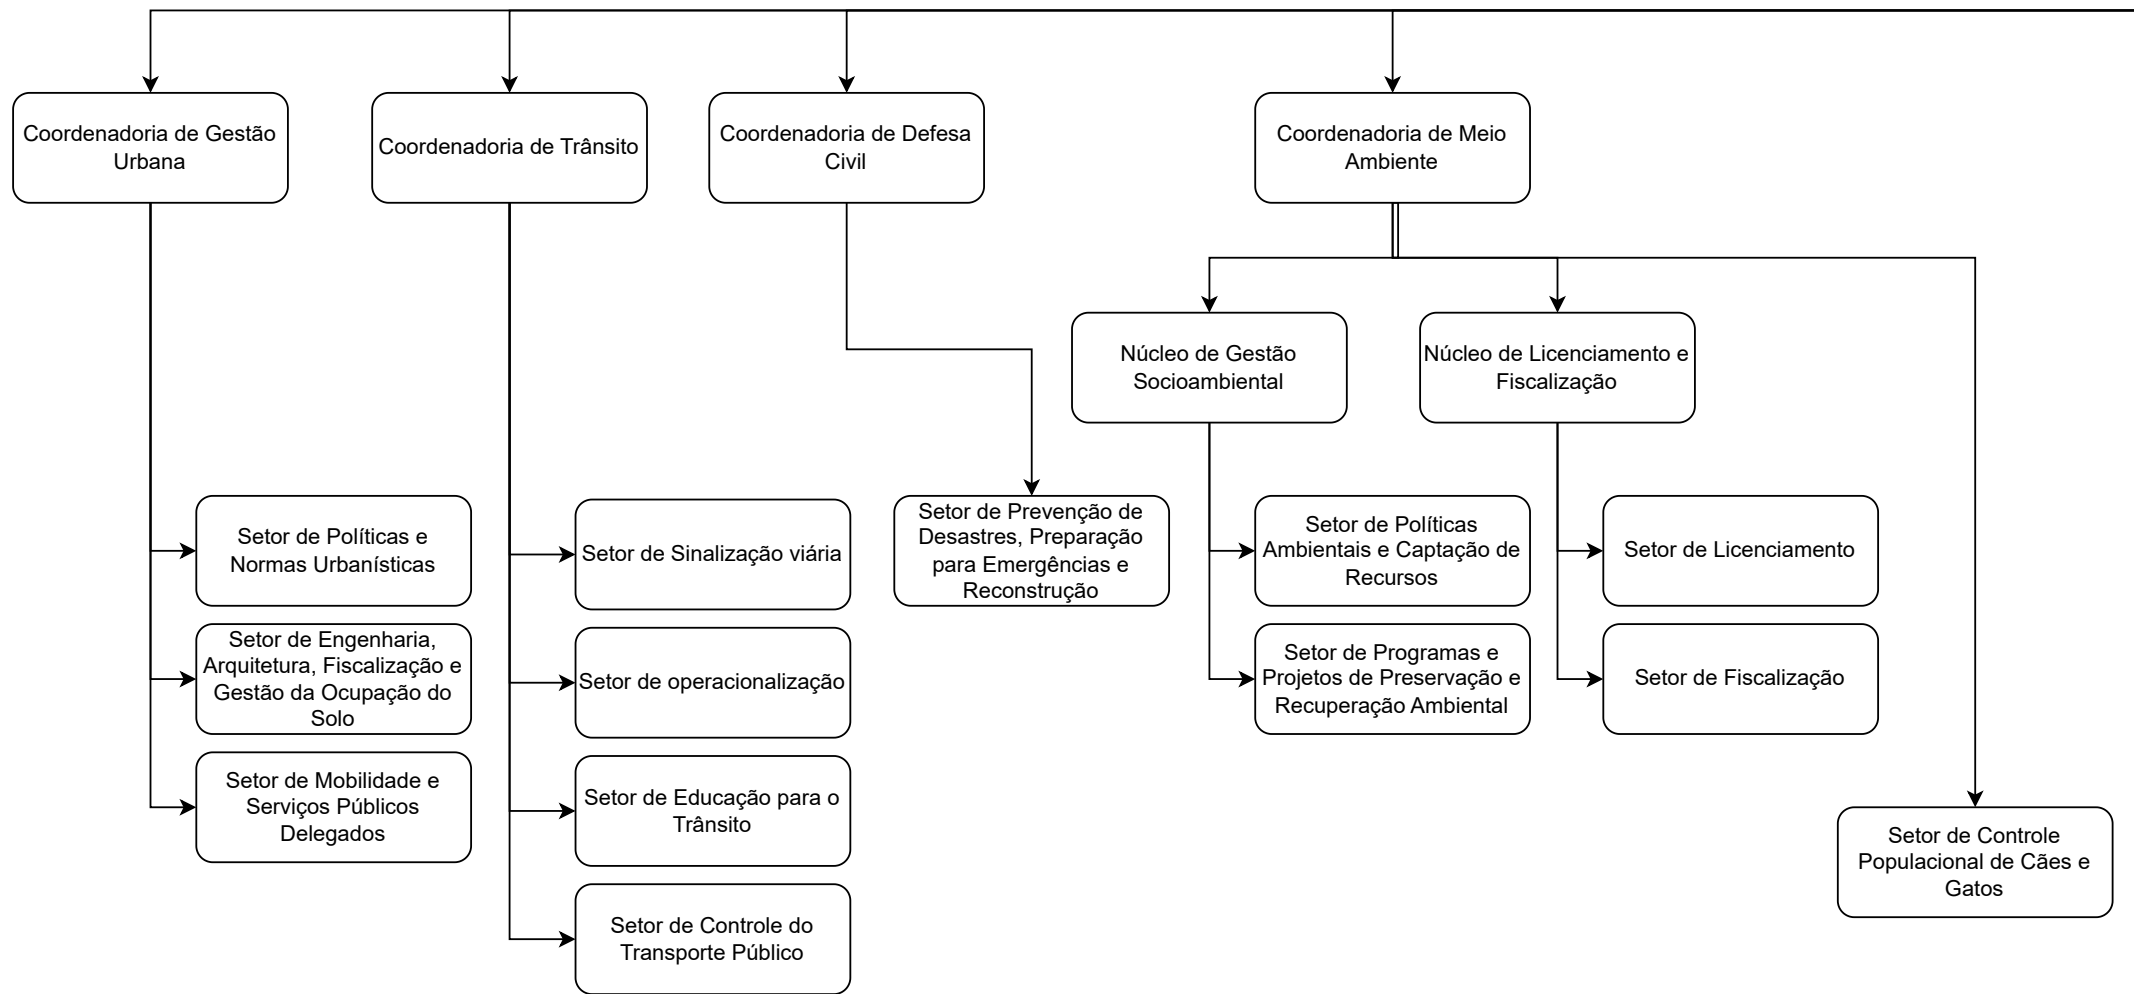 Coordenadoria de Gestão
Urbana
Coordenadoria de Trânsito
Coordenadoria de Defesa
Civil
Coordenadoria de Meio
Ambiente
Núcleo de Gestão
Socioambiental
Núcleo de Licenciamento e
Fiscalização
Setor de Políticas e
Normas Urbanísticas
Setor de Engenharia,
Arquitetura, Fiscalização e
Gestão da Ocupação do
Solo
Setor de Mobilidade e
Serviços Públicos
Delegados
Setor de Sinalização viária
Setor de operacionalização
Setor de Educação para o
Trânsito
Setor de Controle do
Transporte Público
Setor de Prevenção de
Desastres, Preparação
para Emergências e
Reconstrução
Setor de Políticas
Ambientais e Captação de
Recursos
Setor de Programas e
Projetos de Preservação e
Recuperação Ambiental
Setor de Licenciamento
Setor de Fiscalização
Setor de Controle
Populacional de Cães e
Gatos